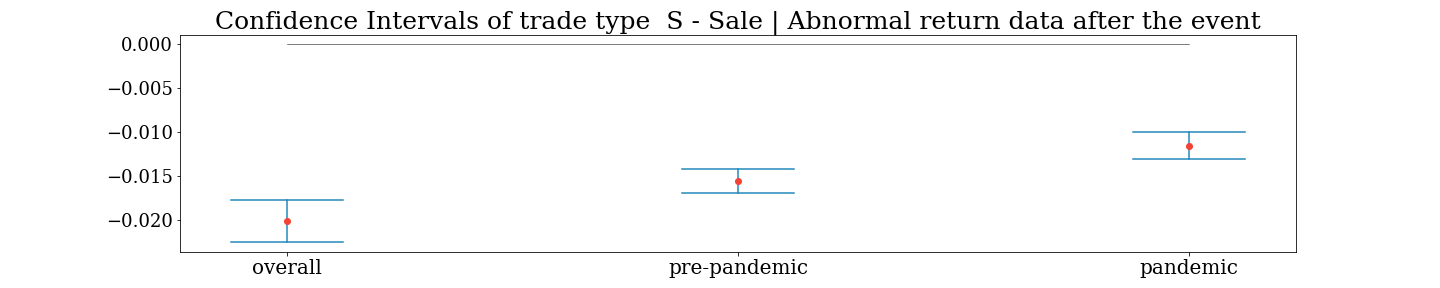 Confidence Intervals of trade type  S - Sale | Abnormal return data after the event
0.000
−0.005
−0.010
−0.015
−0.020
overall pre-pandemic pandemic